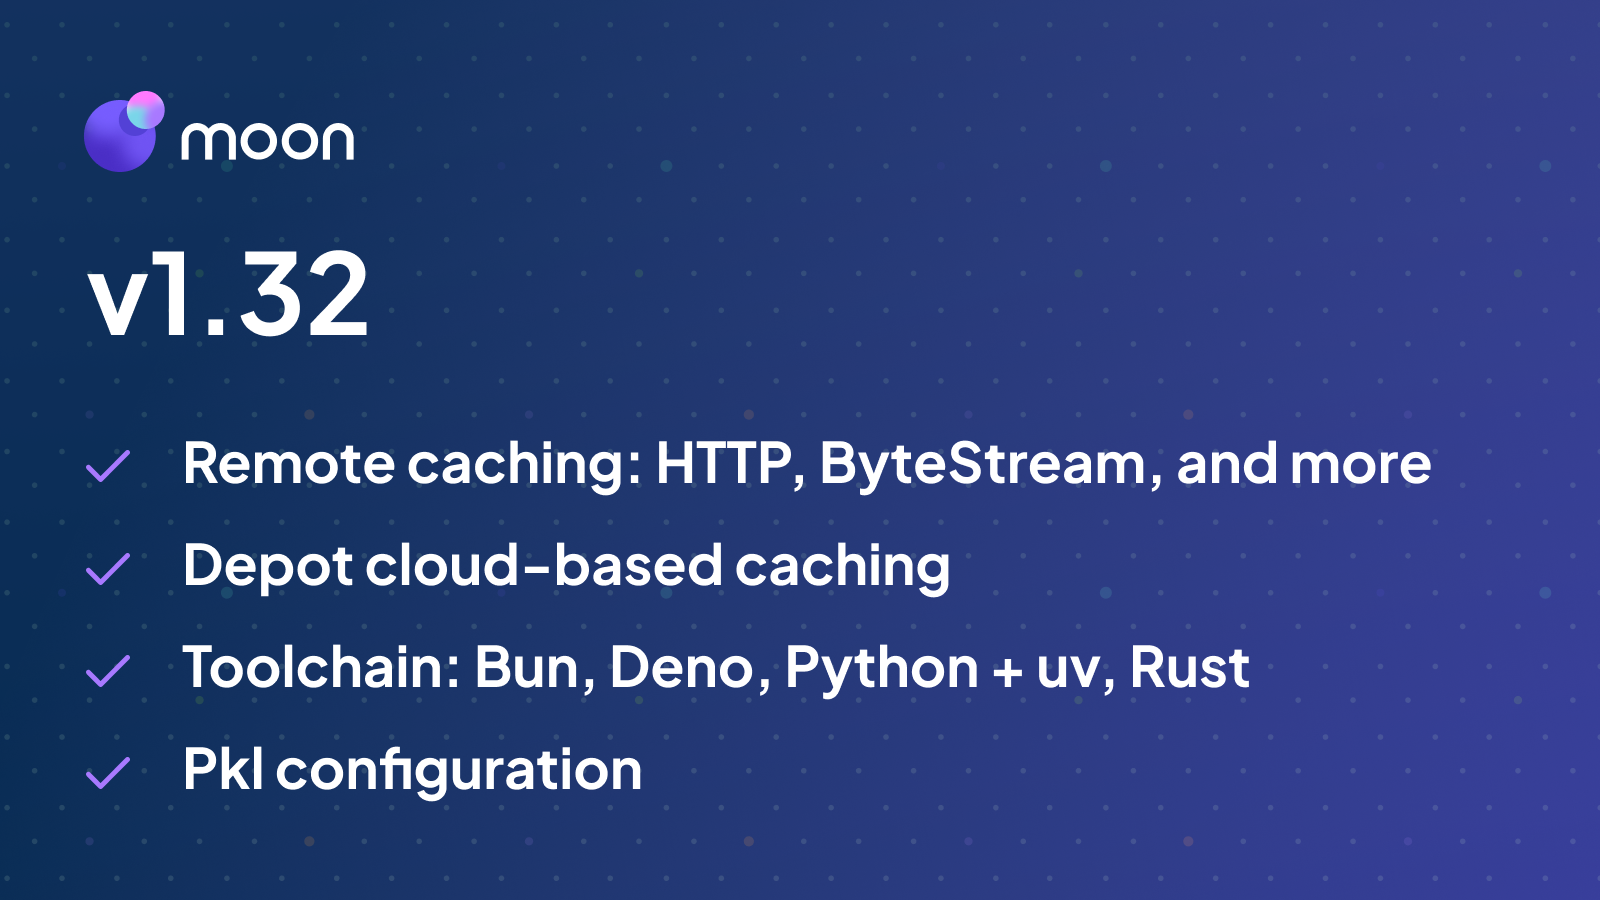 moon
v1.32
Remote caching: HTTP, ByteStream, and more
Depot cloud-based caching
Toolchain: Bun, Deno, Python + uv, Rust
Pkl configuration